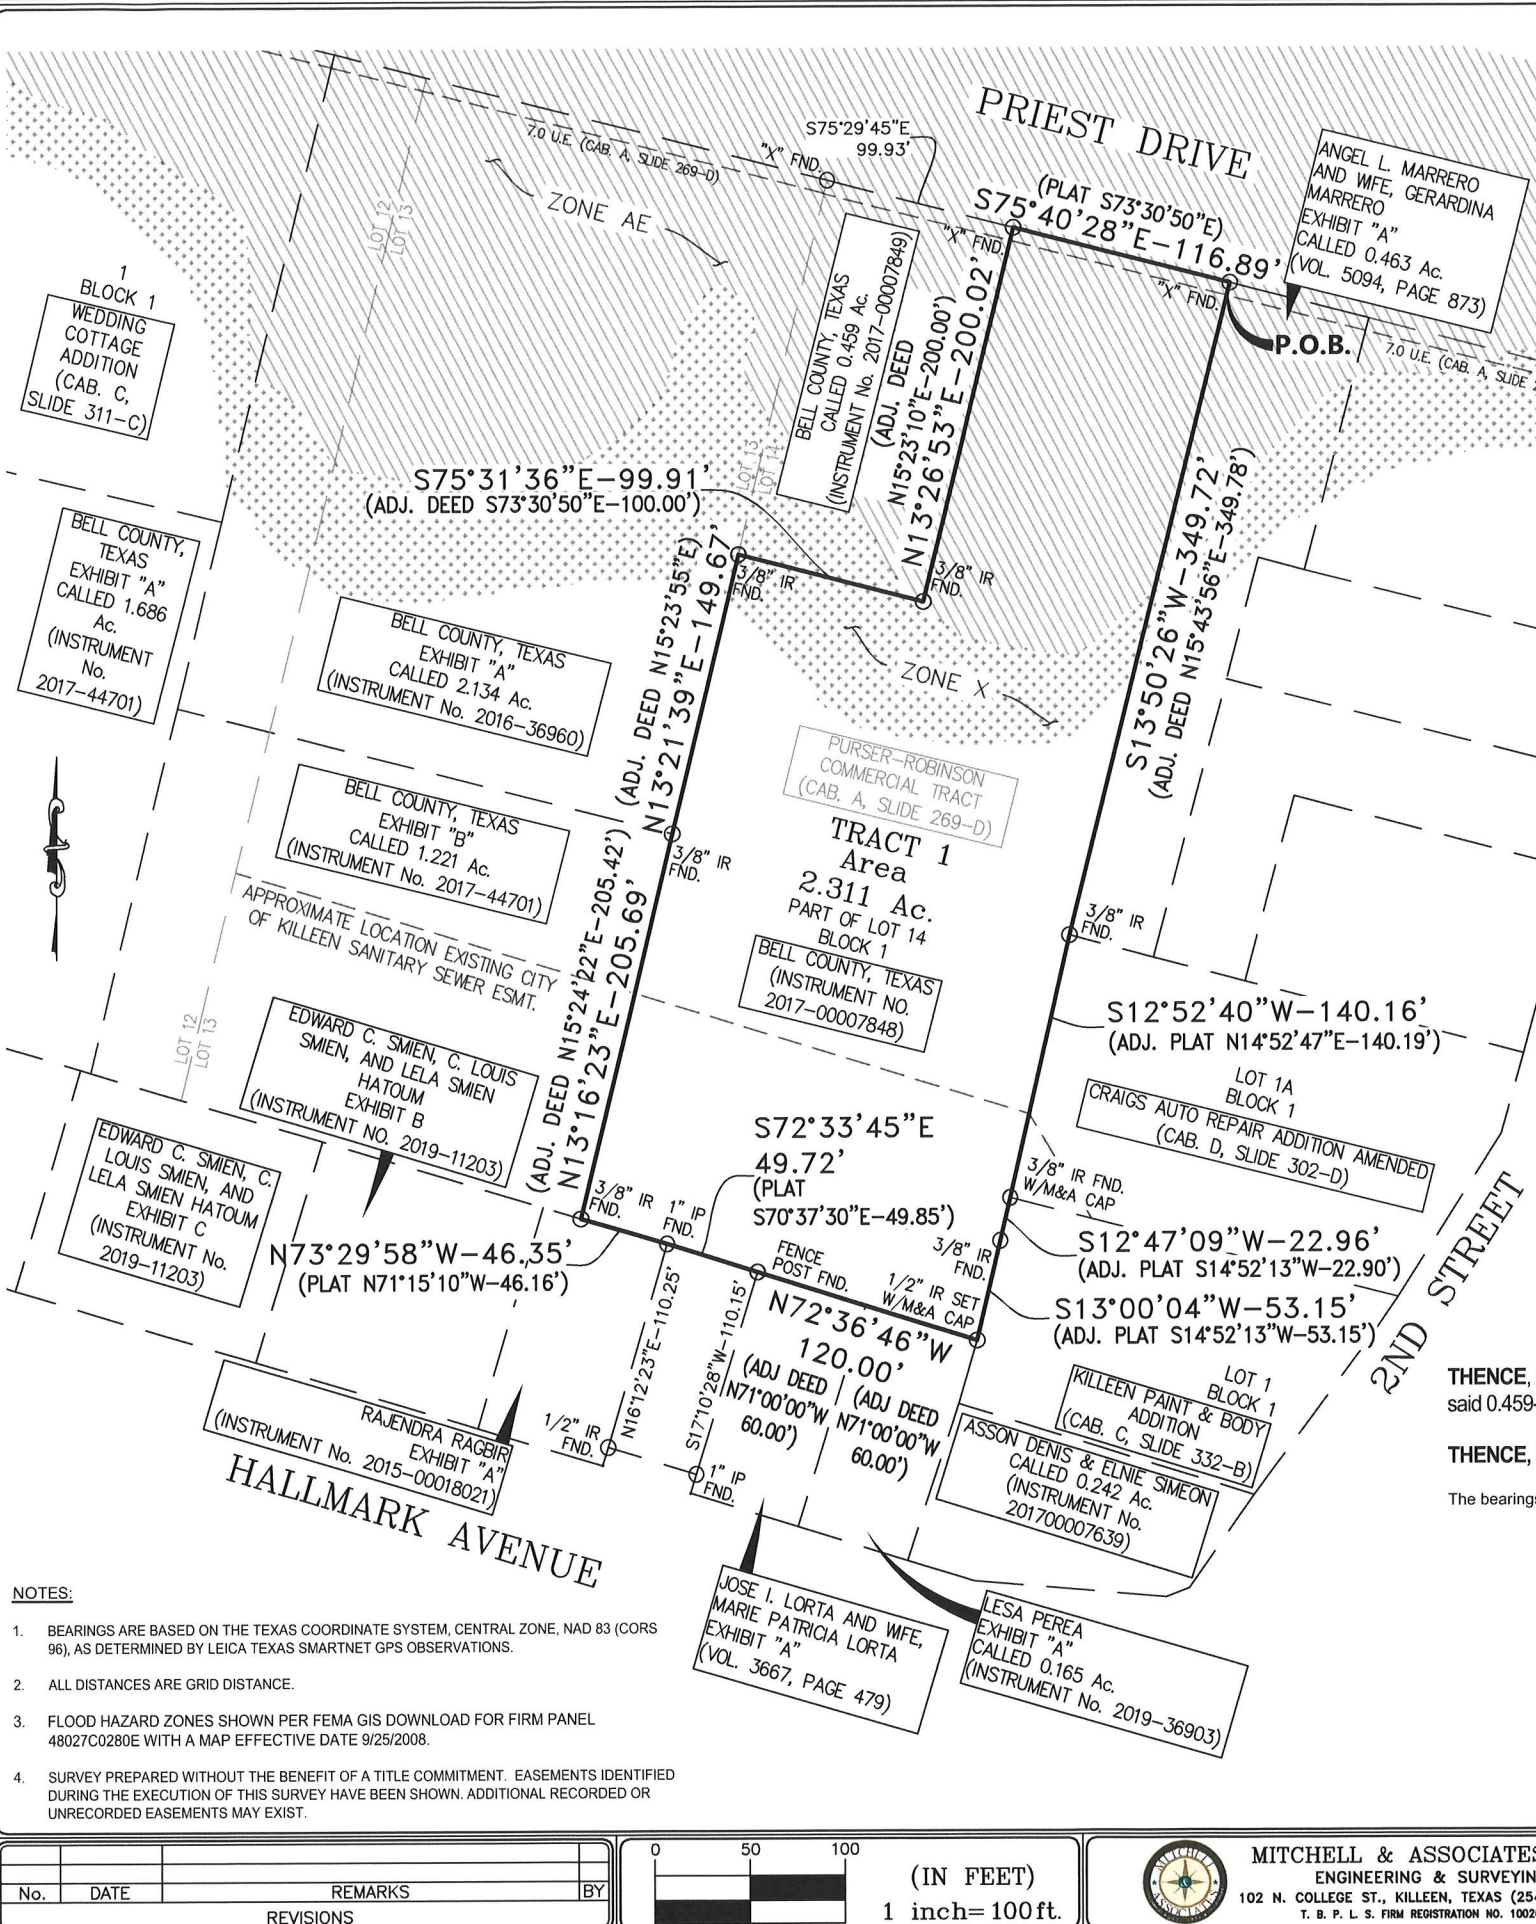 PRIEST DRIVE
S75°29'45"E
99.93'
7.0 U.E. (CAB. A, SLIDE 269-D)
"X" FND.
(PLAT S73°30'50"E)
S75°40'28"E-116.89'
"X" FND.
"X" FND.
P.O.B.
ANGEL L. MARRERO
AND WIFE, GERARDINA
MARRERO
EXHIBIT "A"
CALLED 0.463 Ac.
(VOL. 5094, PAGE 873)
7.0 U.E. (CAB. A, SLIDE
ZONE AE
LOT 12
LOT 13
1
BLOCK 1
WEDDING
COTTAGE
ADDITION
(CAB. C,
SLIDE 311-C)
BELL COUNTY, TEXAS
CALLED 0.459 Ac.
(INSTRUMENT No. 2017-00007849)
(ADJ. DEED
N15°23'10"E-200.00')
N13°26'53"E-200.02'
LOT 13
LOT 14
S75°31'36"E-99.91'
(ADJ. DEED S73°30'50"E-100.00')
3/8" IR
FND.
3/8" IR
FND.
S13°50'26"W-349.72'
(ADJ. DEED N15°43'56"E-349.78')
BELL COUNTY,
TEXAS
EXHIBIT "A"
CALLED 1.686
Ac.
(INSTRUMENT
No.
2017-44701)
BELL COUNTY, TEXAS
EXHIBIT "A"
CALLED 2.134 Ac.
(INSTRUMENT No. 2016-36960)
(ADJ. DEED N15°23'55"E)
N13°21'39"E-149.67'
ZONE X
PURSER-ROBINSON
COMMERCIAL TRACT
(CAB. A, SLIDE 269-D)
TRACT 1
Area
2.311 Ac.
PART OF LOT 14
BLOCK 1
BELL COUNTY, TEXAS
(INSTRUMENT NO.
2017-00007848)
BELL COUNTY, TEXAS
EXHIBIT "B"
CALLED 1.221 Ac.
(INSTRUMENT No. 2017-44701)
3/8" IR
FND.
APPROXIMATE LOCATION EXISTING CITY
OF KILLEEN SANITARY SEWER ESMT.
(ADJ. DEED N15°24'22"E-205.42')
N13°16'23"E-205.69'
3/8" IR
FND.
S12°52'40"W-140.16'
(ADJ. PLAT N14°52'47"E-140.19')
LOT 12
LOT 13
EDWARD C. SMIEN, C. LOUIS
SMIEN, AND LELA SMIEN
HATOUM
EXHIBIT B
(INSTRUMENT NO. 2019-11203)
LOT 1A
BLOCK 1
CRAIGS AUTO REPAIR ADDITION AMENDED
(CAB. D, SLIDE 302-D)
EDWARD C. SMIEN, C.
LOUIS SMIEN, AND
LELA SMIEN HATOUM
EXHIBIT C
(INSTRUMENT No.
2019-11203)
S72°33'45"E
49.72'
(PLAT
S70°37'30"E-49.85')
3/8" IR FND.
W/M&A CAP
3/8" IR
FND.
1" IP
FND.
N73°29'58"W-46.35'
(PLAT N71°15'10"W-46.16')
FENCE
POST FND.
3/8" IR
FND.
1/2" IR SET
W/M&A CAP
S12°47'09"W-22.96'
(ADJ. PLAT S14°52'13"W-22.90')
S13°00'04"W-53.15'
(ADJ. PLAT S14°52'13"W-53.15')
2ND STREET
N72°36'46"W
120.00'
(ADJ DEED
N71°00'00"W
60.00')
(ADJ DEED
N71°00'00"W
60.00')
N16°12'23"E-110.25'
S17°10'28"W-110.15'
1/2" IR
FND.
1" IP
FND.
LOT 1
BLOCK 1
KILLEEN PAINT & BODY
ADDITION
(CAB. C, SLIDE 332-B)
ASSON DENIS & ELNIE SIMEON
CALLED 0.242 Ac.
(INSTRUMENT No.
201700007639)
THENCE,
said 0.459-
THENCE,
The bearings
RAJENDRA RAGBIR
EXHIBIT "A"
(INSTRUMENT No. 2015-00018021)
HALLMARK AVENUE
JOSE I. LORTA AND WIFE,
MARIE PATRICIA LORTA
EXHIBIT "A"
(VOL. 3667, PAGE 479)
LESA PEREA
EXHIBIT "A"
CALLED 0.165 Ac.
(INSTRUMENT No. 2019-36903)
NOTES:
1. BEARINGS ARE BASED ON THE TEXAS COORDINATE SYSTEM, CENTRAL ZONE, NAD 83 (CORS
96), AS DETERMINED BY LEICA TEXAS SMARTNET GPS OBSERVATIONS.
2. ALL DISTANCES ARE GRID DISTANCE.
3. FLOOD HAZARD ZONES SHOWN PER FEMA GIS DOWNLOAD FOR FIRM PANEL
48027C0280E WITH A MAP EFFECTIVE DATE 9/25/2008.
4. SURVEY PREPARED WITHOUT THE BENEFIT OF A TITLE COMMITMENT. EASEMENTS IDENTIFIED
DURING THE EXECUTION OF THIS SURVEY HAVE BEEN SHOWN. ADDITIONAL RECORDED OR
UNRECORDED EASEMENTS MAY EXIST.
No. DATE REMARKS BY
REVISIONS
0 50 100
(IN FEET)
1 inch=100ft.
MITCHELL
ASSOCIATES
MITCHELL & ASSOCIATES
ENGINEERING & SURVEYIN
102 N. COLLEGE ST., KILLEEN, TEXAS (254
T. B. P. L. S. FIRM REGISTRATION NO. 1002